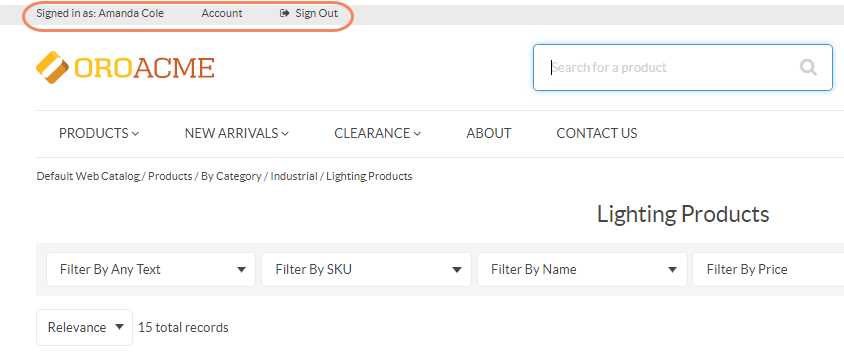 Signed in as: Amanda Cole Account Sign Out
OROACME
Search for a product
PRODUCTS NEW ARRIVALS CLEARANCE ABOUT CONTACT US
Default Web Catalog / Products / By Category / Industrial / Lighting Products
Lighting Products
Filter By Any Text Filter By SKU Filter By Name Filter By Price
Relevance 15 total records